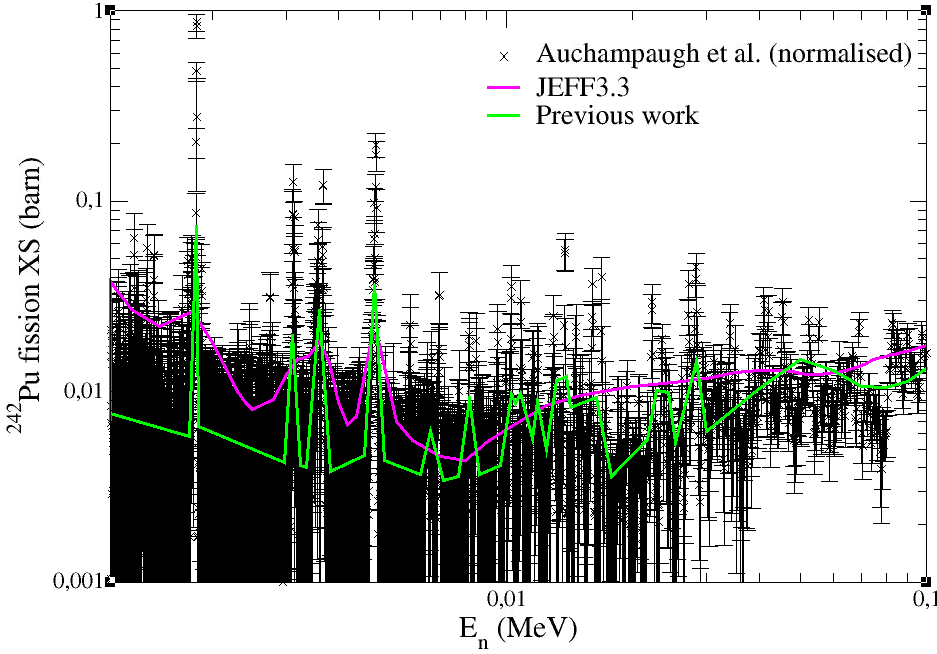 1
Auchampaugh et al. (normalised)
JEFF3.3
Previous work
0,1
0,01
0,001
0,01
0,1
242Pu fission XS (barn)
En (MeV)